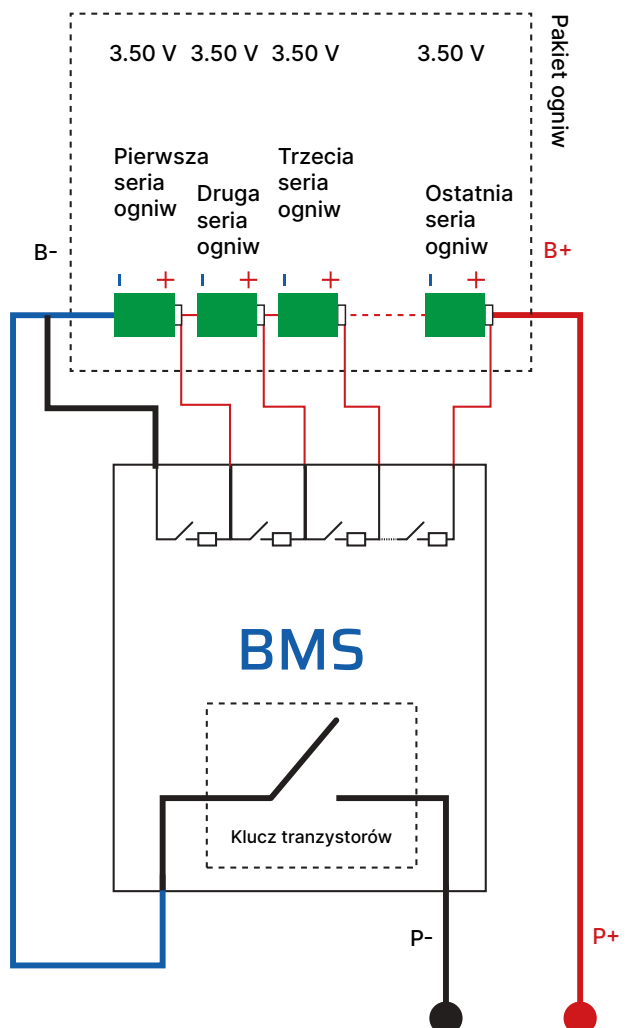 3.50 V 3.50 V 3.50 V 3.50 V
Pakiet ogniw
Pierwsza
seria
ogniw
Druga
seria
ogniw
Trzecia
seria
ogniw
Ostatnia
seria
ogniw
B-
B+
- + - + - + - +
BMS
Klucz tranzystorów
P-
P+